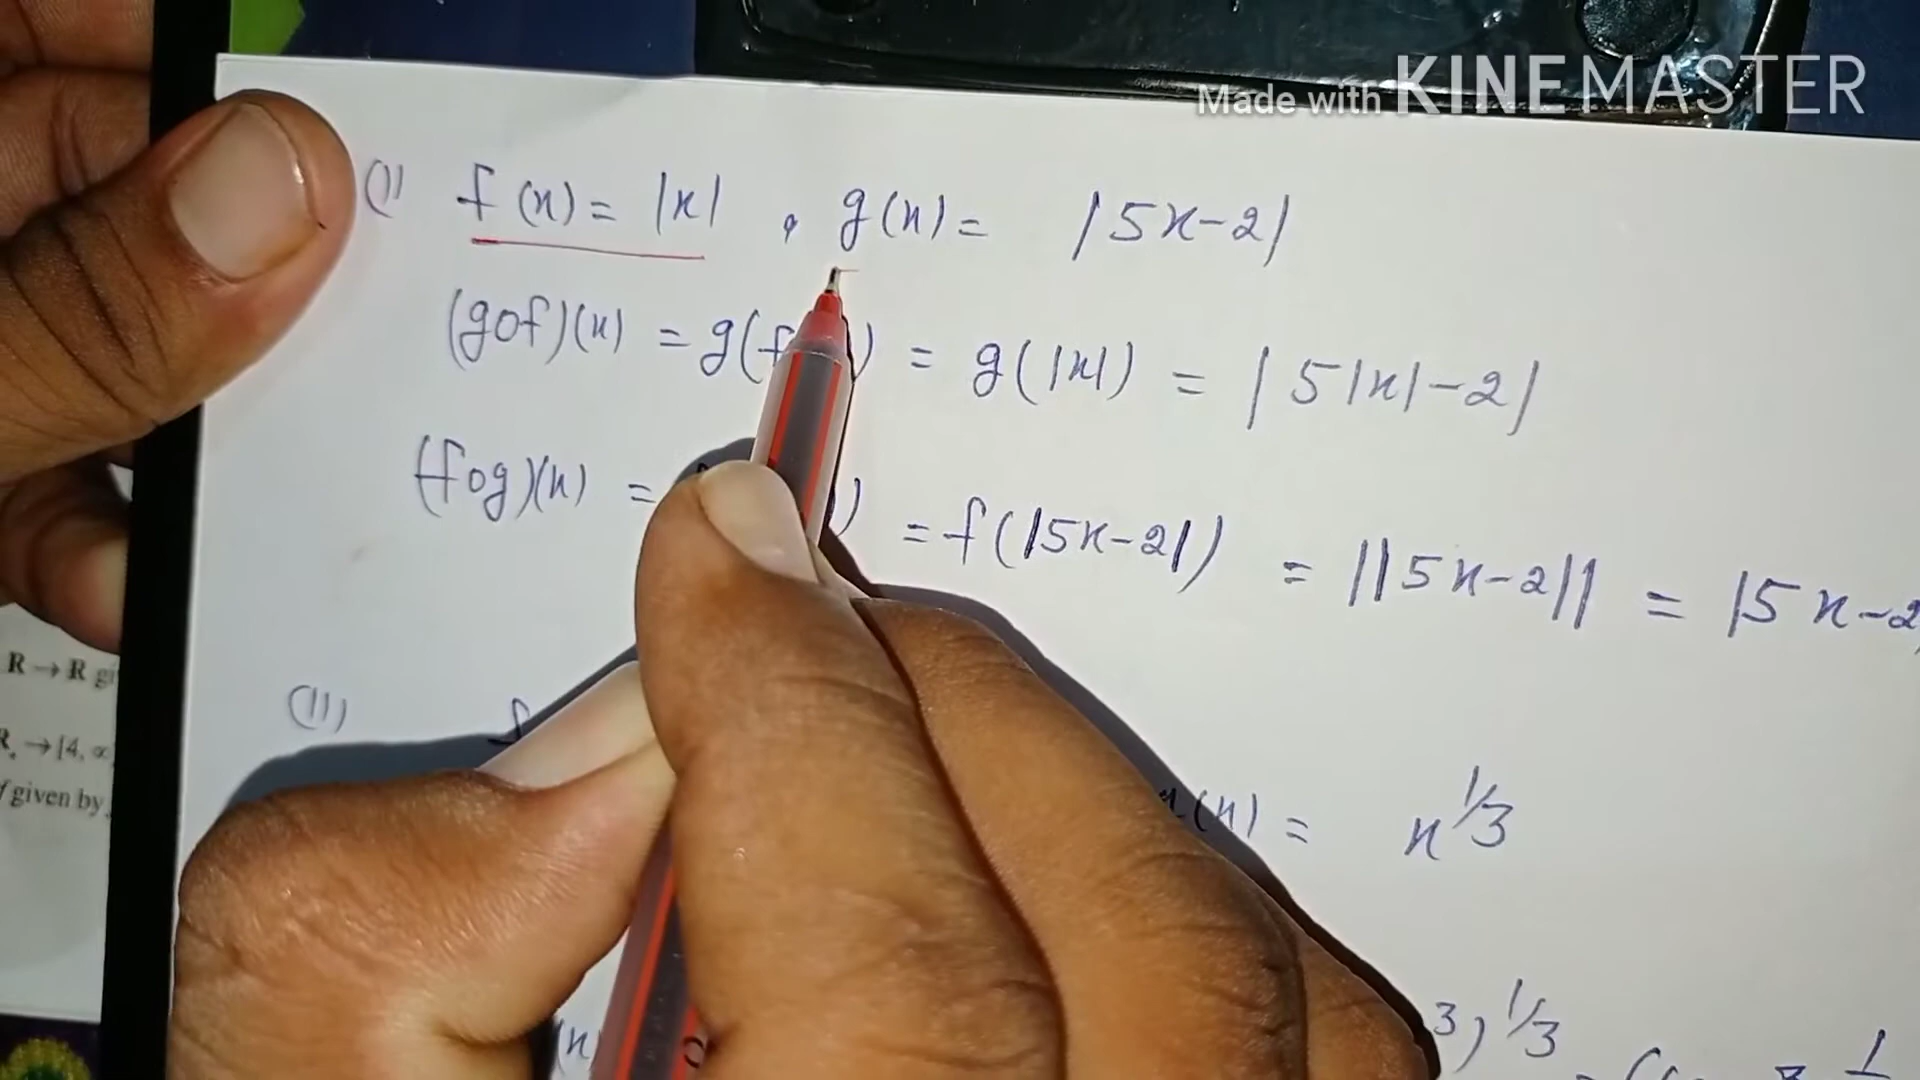 Made with KINEMASTER
(I) f(x) = |x| , g(x) = |5x-2|
(gof)(x) = g(f ) = g(|x|) = |5|x|-2|
(fog)(x) = ) = f(|5x-2|) = ||5x-2|| = |5x-2
R → R gi
→ [4, ∞
f given by
(II) f (x) = x^1/3
(x
3)^1/3